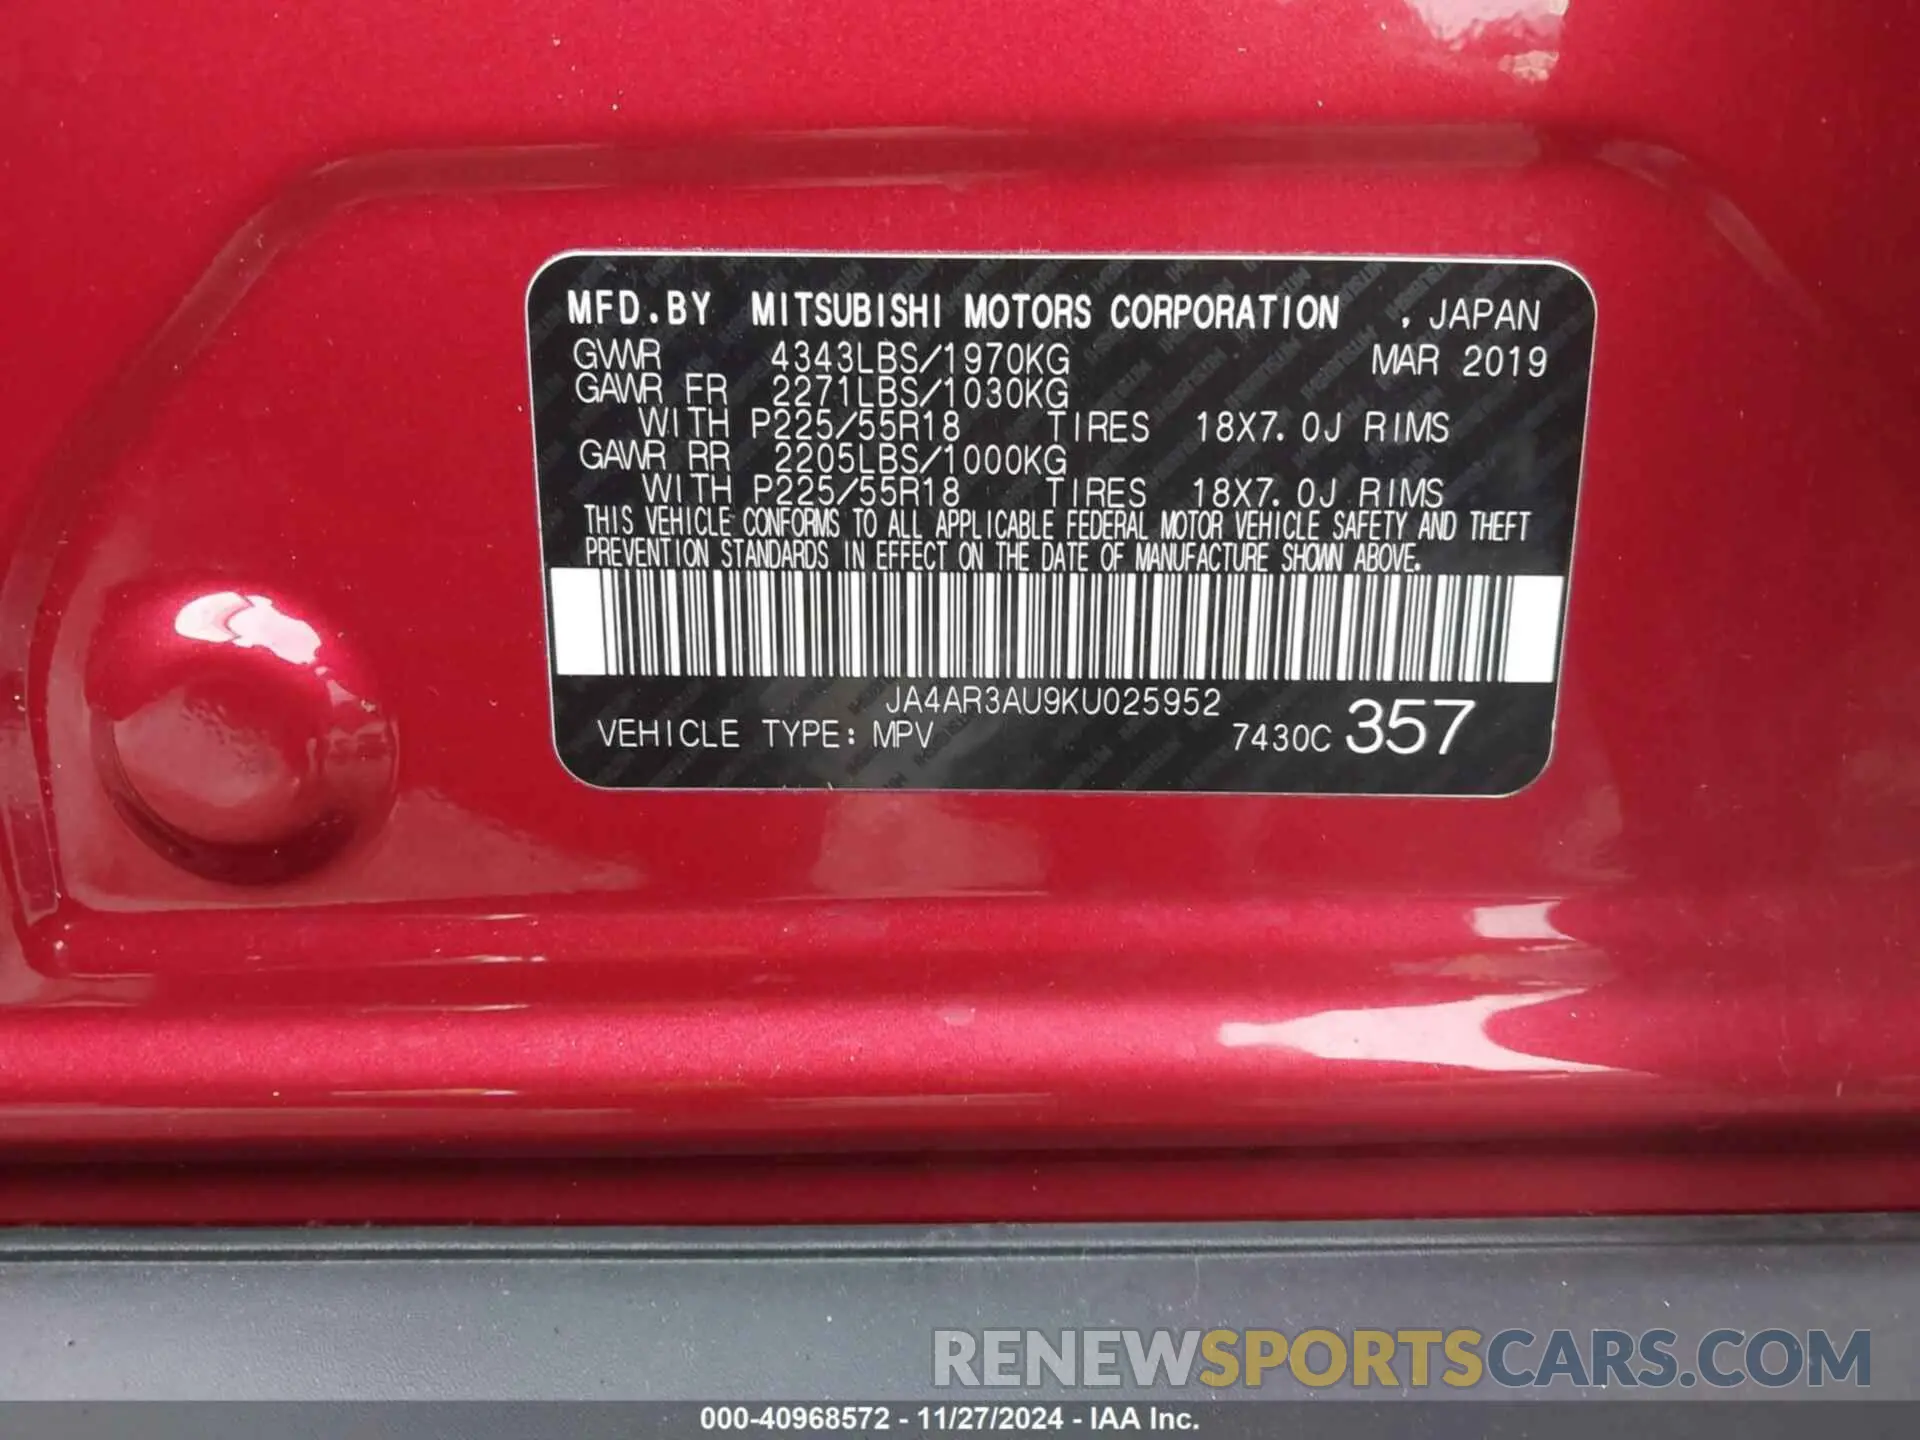 MFD.BY MITSUBISHI MOTORS CORPORATION , JAPAN
GVWR 4343LBS/1970KG MAR 2019
GAWR FR 2271LBS/1030KG
WITH P225/55R18 TIRES 18X7.0J RIMS
GAWR RR 2205LBS/1000KG
WITH P225/55R18 TIRES 18X7.0J RIMS
THIS VEHICLE CONFORMS TO ALL APPLICABLE FEDERAL MOTOR VEHICLE SAFETY AND THEFT
PREVENTION STANDARDS IN EFFECT ON THE DATE OF MANUFACTURE SHOWN ABOVE.
JA4AR3AU9KU025952
VEHICLE TYPE: MPV 7430C 357
RENEWSPORTSCARS.COM
000-40968572 - 11/27/2024 - IAA Inc.